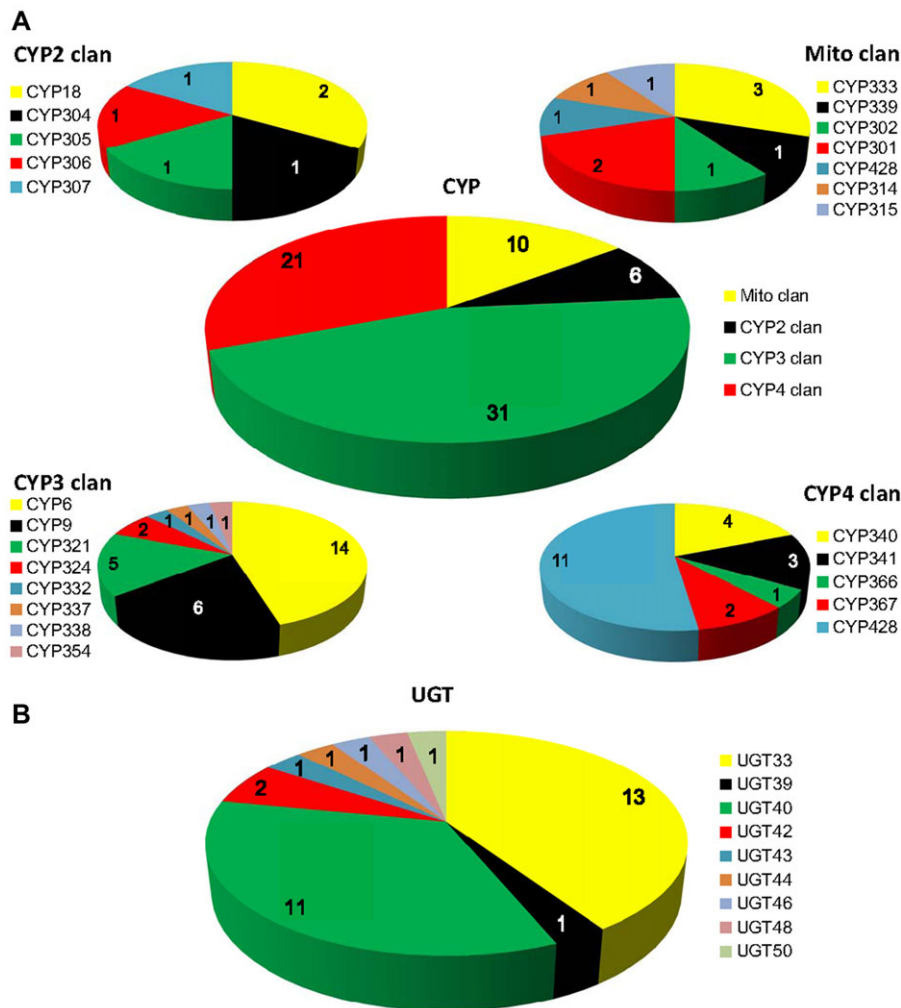 A
CYP2 clan
CYP18
CYP304
CYP305
CYP306
CYP307
1
2
1
1
1
Mito clan
CYP333
CYP339
CYP302
CYP301
CYP428
CYP314
CYP315
1
3
1
1
2
1
1
CYP
21
10
6
31
Mito clan
CYP2 clan
CYP3 clan
CYP4 clan
CYP3 clan
CYP6
CYP9
CYP321
CYP324
CYP332
CYP337
CYP338
CYP354
2
1
1
1
1
5
14
6
CYP4 clan
CYP340
CYP341
CYP366
CYP367
CYP428
4
11
3
1
2
UGT
B
UGT33
UGT39
UGT40
UGT42
UGT43
UGT44
UGT46
UGT48
UGT50
2
1
1
1
1
1
13
11
1